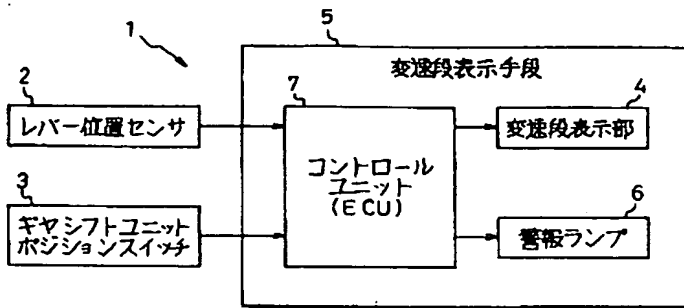 1
5
変速段表示手段
2
レバー位置センサ
7
コントロール
ユニット
(ECU)
4
変速段表示部
3
ギヤシフトユニット
ポジションスイッチ
6
警報ランプ